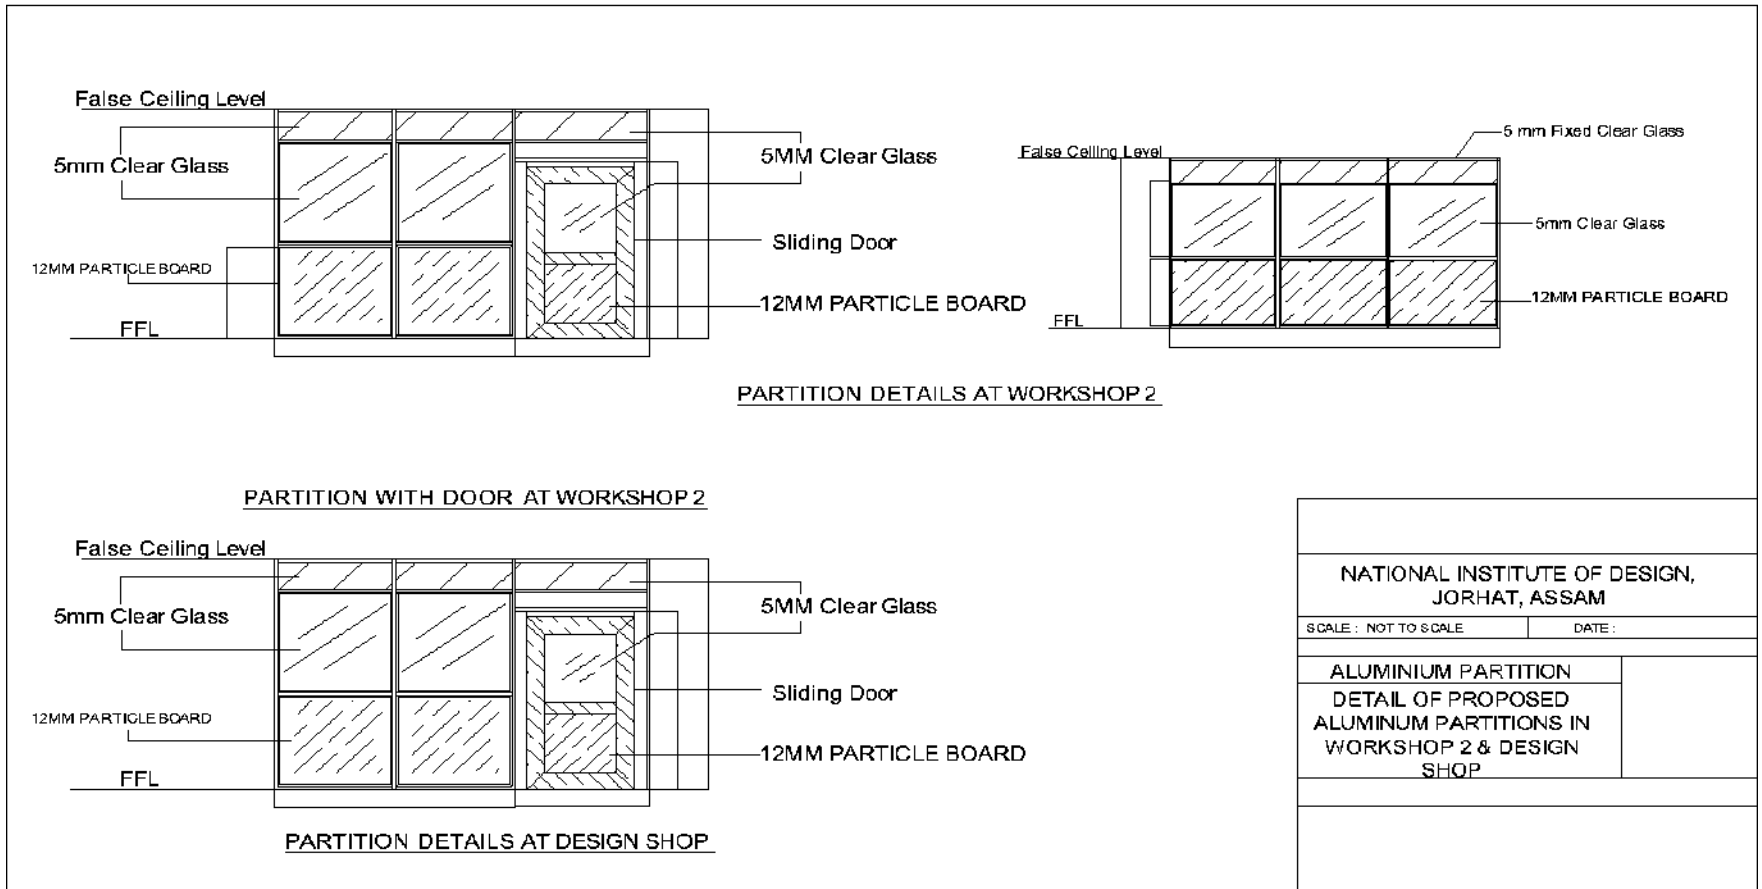 False Ceiling Level
5mm Clear Glass
12MM PARTICLE BOARD
FFL
5MM Clear Glass
Sliding Door
12MM PARTICLE BOARD
5 mm Fixed Clear Glass
False Ceiling Level
5mm Clear Glass
12MM PARTICLE BOARD
FFL
PARTITION DETAILS AT WORKSHOP 2
PARTITION WITH DOOR AT WORKSHOP 2
False Ceiling Level
5mm Clear Glass
12MM PARTICLE BOARD
FFL
5MM Clear Glass
Sliding Door
12MM PARTICLE BOARD
PARTITION DETAILS AT DESIGN SHOP
NATIONAL INSTITUTE OF DESIGN,
JORHAT, ASSAM
SCALE : NOT TO SCALE DATE :
ALUMINIUM PARTITION
DETAIL OF PROPOSED
ALUMINUM PARTITIONS IN
WORKSHOP 2 & DESIGN
SHOP